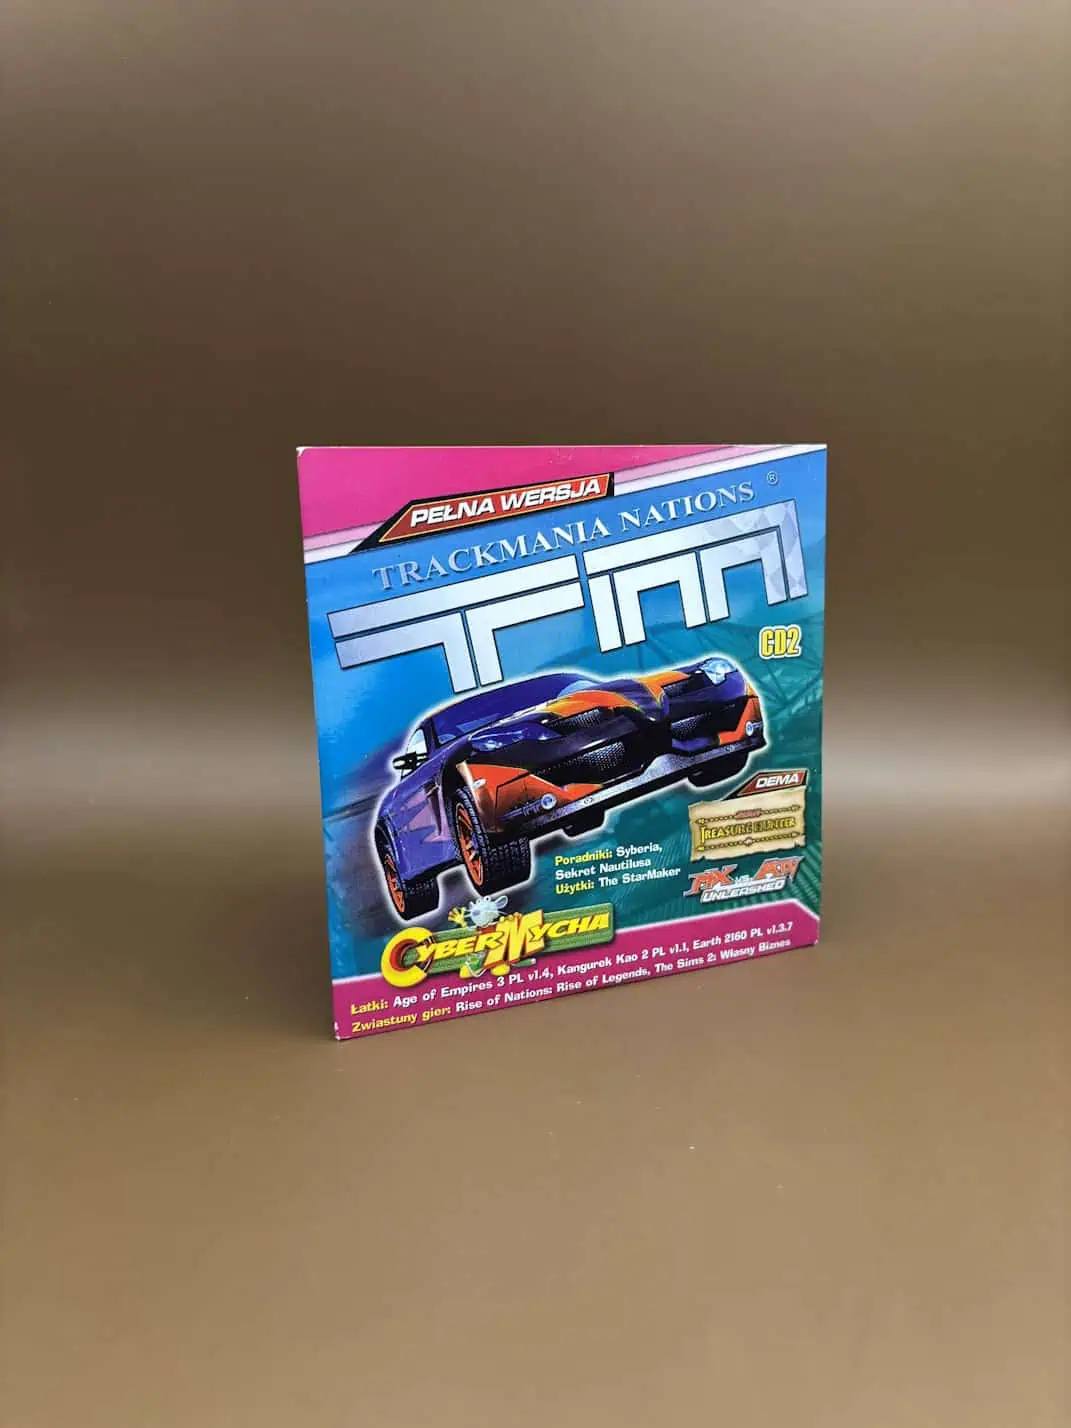 PEŁNA WERSJA
TRACKMANIA NATIONS ®
TM
CD2
DEMA
TREASURE HUNTER
MX vs. ATV
UNLEASHED
Poradniki: Syberia,
Sekret Nautilusa
Użytki: The StarMaker
CYBERMYCHA
Łatki: Age of Empires 3 PL v1.4, Kangurek Kao 2 PL v1.1, Earth 2160 PL v1.3.7
Zwiastuny gier: Rise of Nations: Rise of Legends, The Sims 2: Własny Biznes